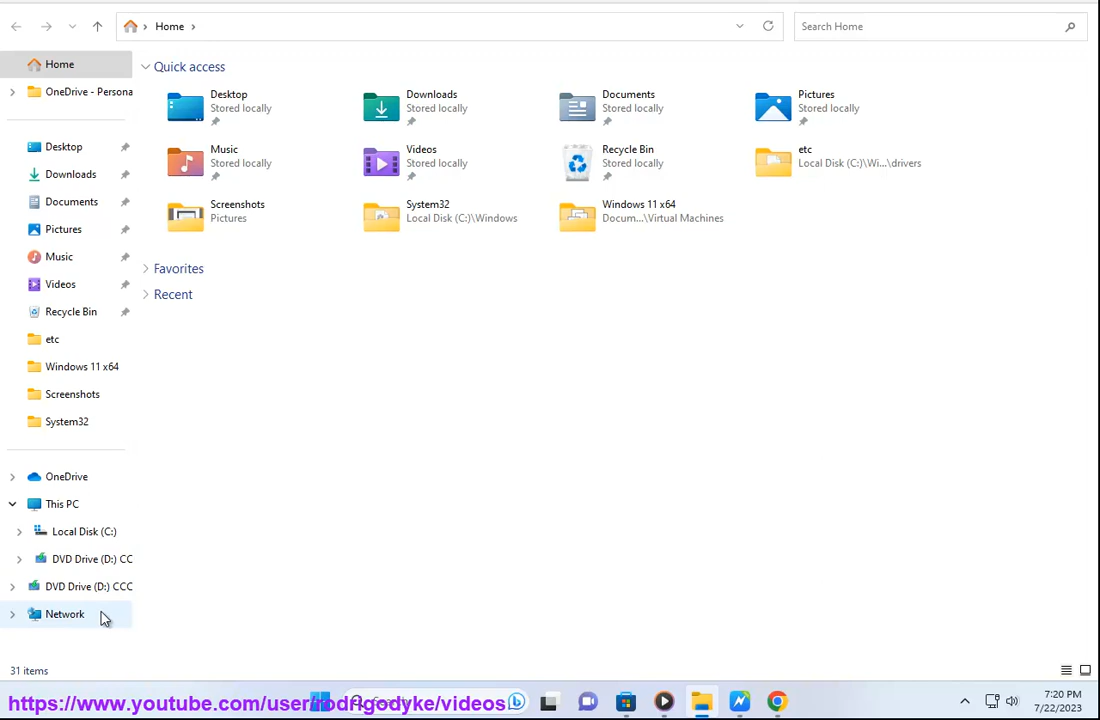 Home
Search Home
Home
OneDrive - Persona
Desktop
Downloads
Documents
Pictures
Music
Videos
Recycle Bin
etc
Windows 11 x64
Screenshots
System32
OneDrive
This PC
Local Disk (C:)
DVD Drive (D:) CC
DVD Drive (D:) CCC
Network
Quick access
Desktop
Stored locally
Downloads
Stored locally
Documents
Stored locally
Pictures
Stored locally
Music
Stored locally
Videos
Stored locally
Recycle Bin
Stored locally
etc
Local Disk (C:)\Wi...\drivers
Screenshots
Pictures
System32
Local Disk (C:)\Windows
Windows 11 x64
Docum...\Virtual Machines
Favorites
Recent
31 items
https://www.youtube.com/user/rodrigodyke/videos
7:20 PM
7/22/2023